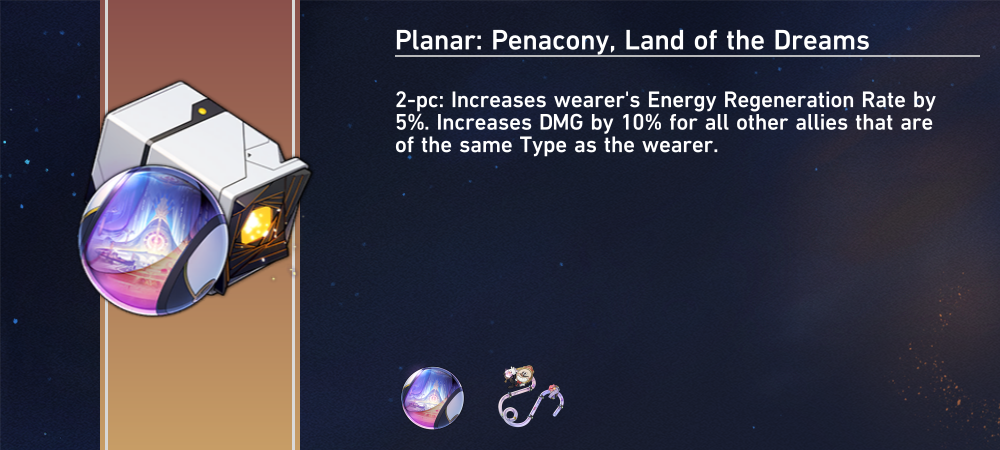 Planar: Penacony, Land of the Dreams
2-pc: Increases wearer's Energy Regeneration Rate by
5%. Increases DMG by 10% for all other allies that are
of the same Type as the wearer.